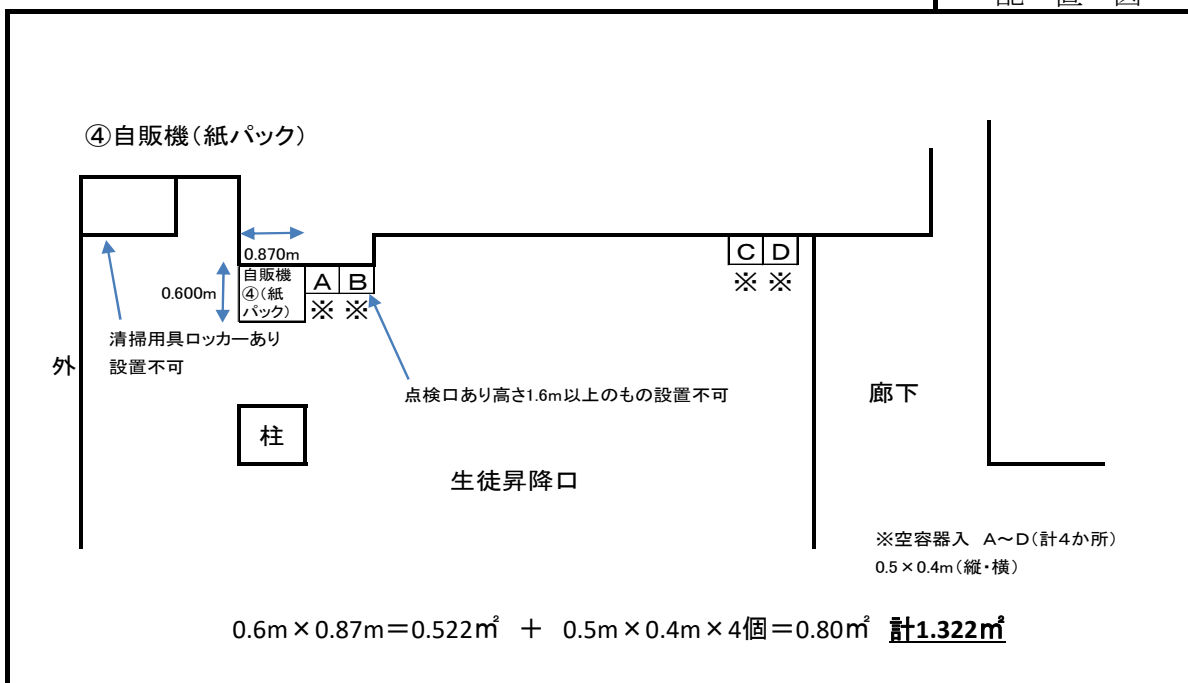 ④自販機(紙パック)
0.870m
自販機
④(紙
パック)
A B
C D
※ ※
※ ※
0.600m
清掃用具ロッカーあり
設置不可
外
点検口あり高さ1.6m以上のもの設置不可
廊下
柱
生徒昇降口
※空容器入 A~D(計4か所)
0.5×0.4m(縦・横)
0.6m×0.87m=0.522㎡ + 0.5m×0.4m×4個=0.80㎡ 計1.322㎡